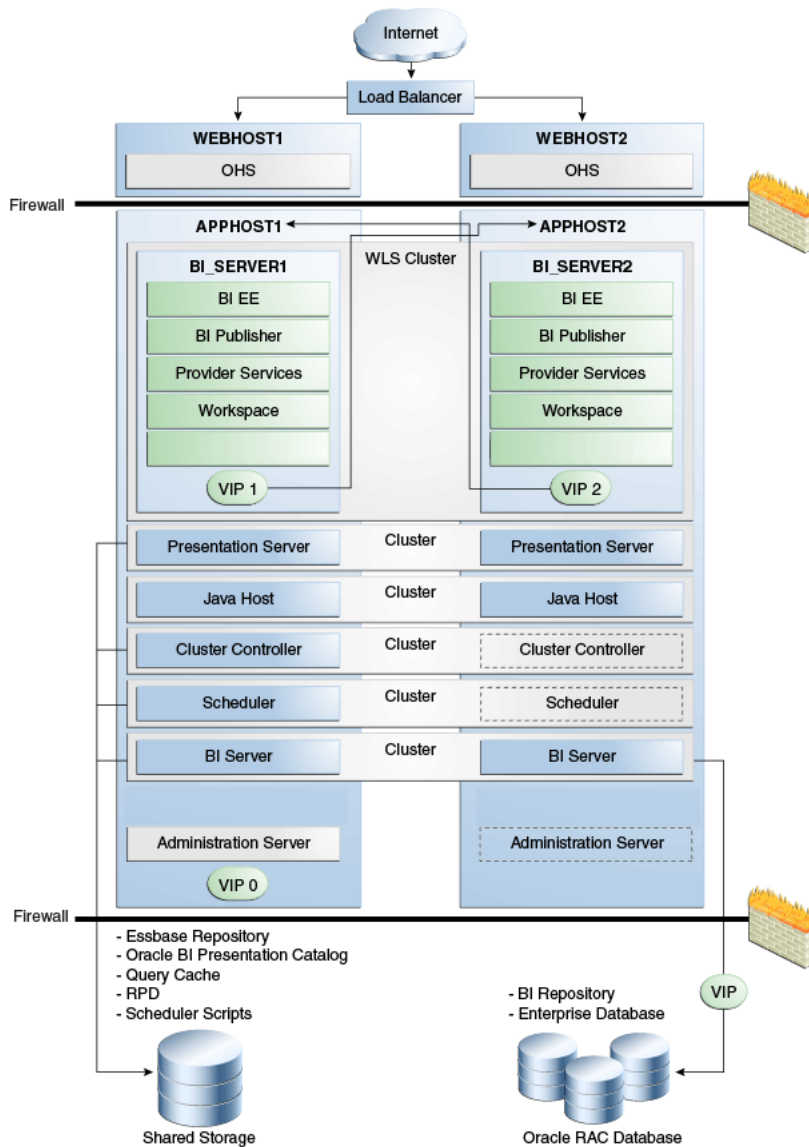 Internet
Load Balancer
WEBHOST1
OHS
WEBHOST2
OHS
Firewall
APPHOST1
APPHOST2
WLS Cluster
BI_SERVER1
BI EE
BI Publisher
Provider Services
Workspace
VIP 1
BI_SERVER2
BI EE
BI Publisher
Provider Services
Workspace
VIP 2
Presentation Server
Cluster
Presentation Server
Java Host
Cluster
Java Host
Cluster Controller
Cluster
Cluster Controller
Scheduler
Cluster
Scheduler
BI Server
Cluster
BI Server
Administration Server
Administration Server
VIP 0
Firewall
- Essbase Repository
- Oracle BI Presentation Catalog
- Query Cache
- RPD
- Scheduler Scripts
VIP
- BI Repository
- Enterprise Database
Shared Storage
Oracle RAC Database